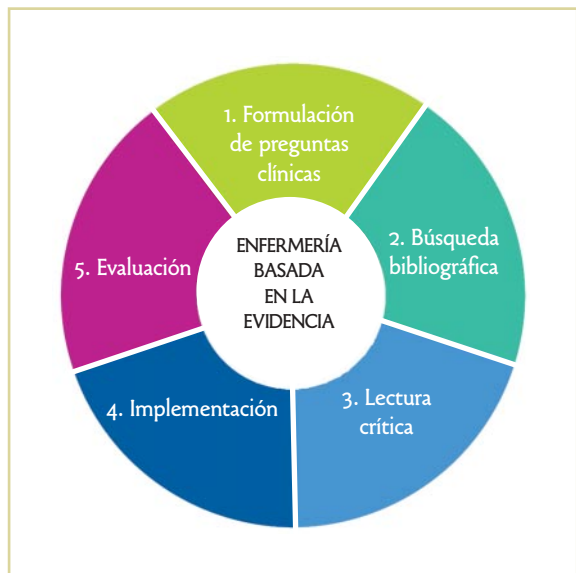 1. Formulación
de preguntas
clínicas
2. Búsqueda
bibliográfica
3. Lectura
crítica
4. Implementación
5. Evaluación
ENFERMERÍA
BASADA
EN LA
EVIDENCIA